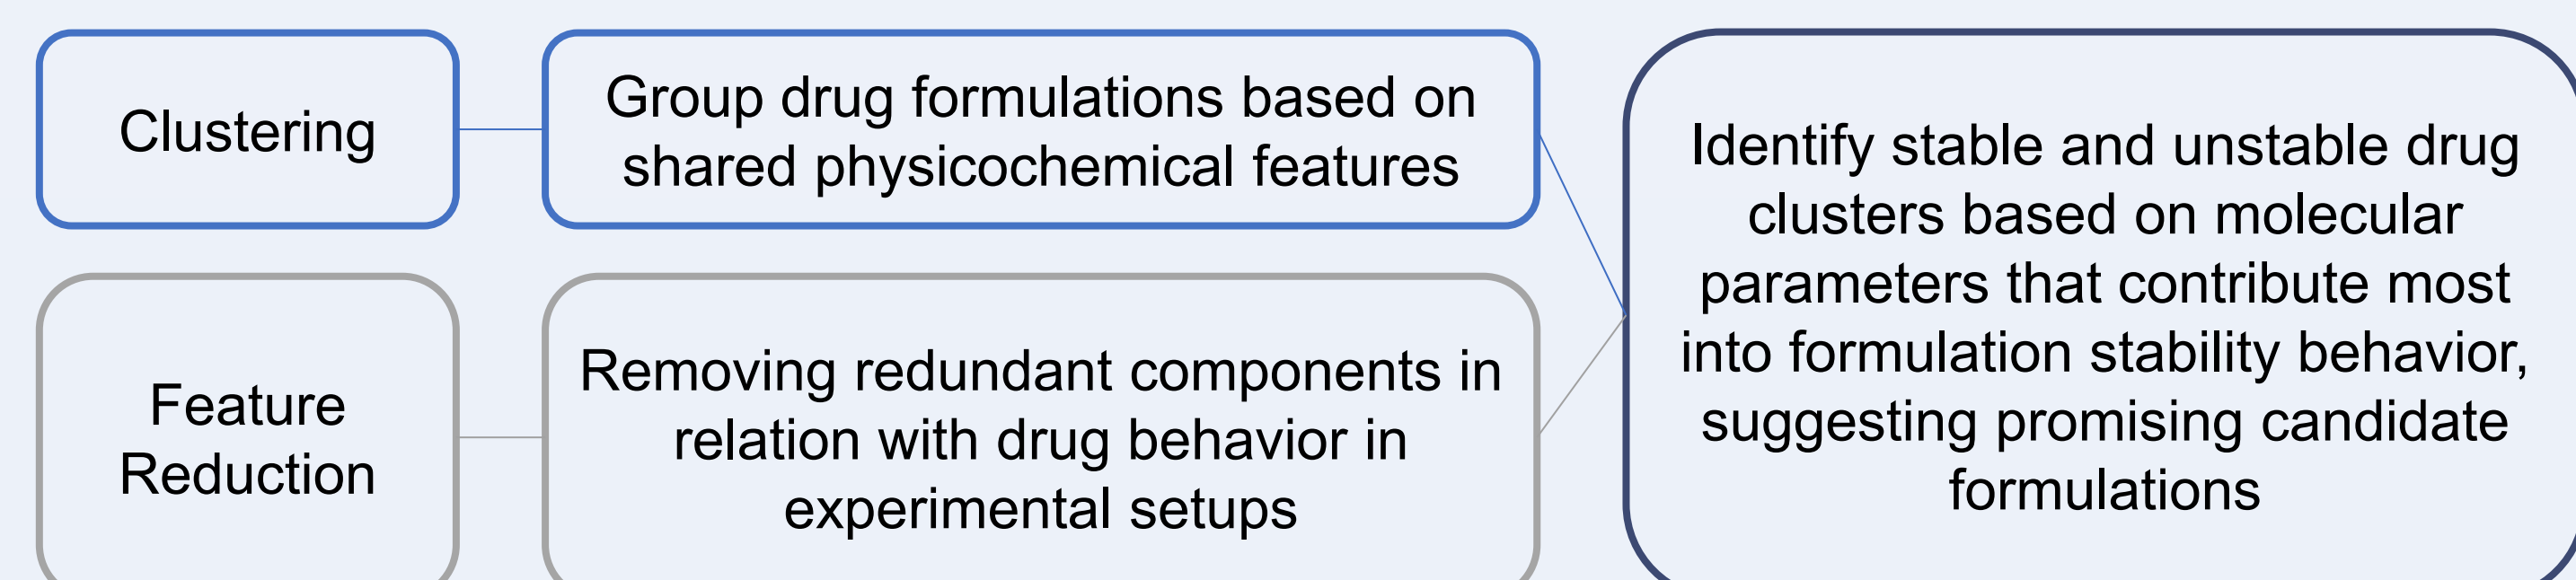 Clustering
Group drug formulations based on
shared physicochemical features
Feature
Reduction
Removing redundant components in
relation with drug behavior in
experimental setups
Identify stable and unstable drug
clusters based on molecular
parameters that contribute most
into formulation stability behavior,
suggesting promising candidate
formulations